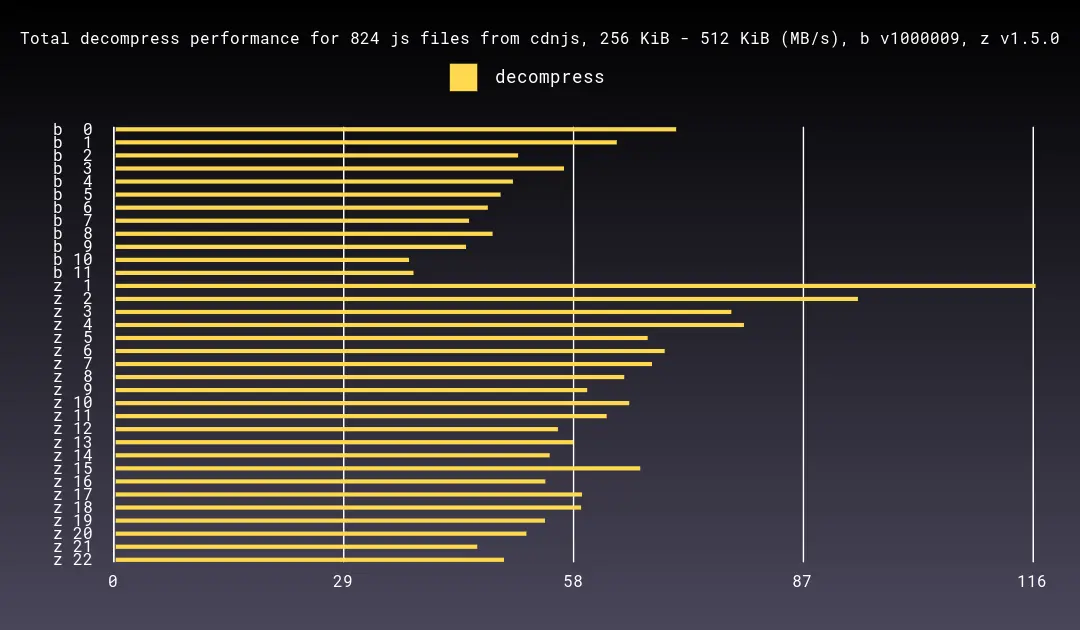 Total decompress performance for 824 js files from cdnjs, 256 KiB - 512 KiB (MB/s), b v1000009, z v1.5.0
decompress
b 0
b 1
b 2
b 3
b 4
b 5
b 6
b 7
b 8
b 9
b 10
b 11
z 1
z 2
z 3
z 4
z 5
z 6
z 7
z 8
z 9
z 10
z 11
z 12
z 13
z 14
z 15
z 16
z 17
z 18
z 19
z 20
z 21
z 22
0 29 58 87 116